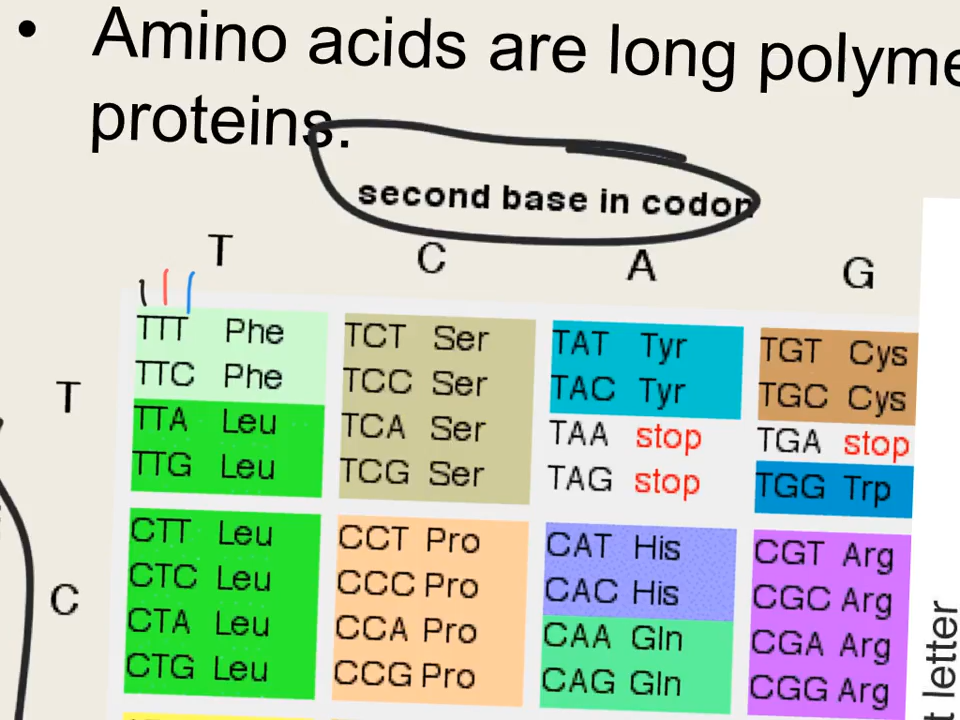 • Amino acids are long polyme
proteins.
second base in codon
T C A G
TTT Phe TCT Ser TAT Tyr TGT Cys
TTC Phe TCC Ser TAC Tyr TGC Cys
T
TTA Leu TCA Ser TAA stop TGA stop
TTG Leu TCG Ser TAG stop TGG Trp
CTT Leu CCT Pro CAT His CGT Arg
CTC Leu CCC Pro CAC His CGC Arg
C
CTA Leu CCA Pro CAA Gln CGA Arg
CTG Leu CCG Pro CAG Gln CGG Arg
t letter